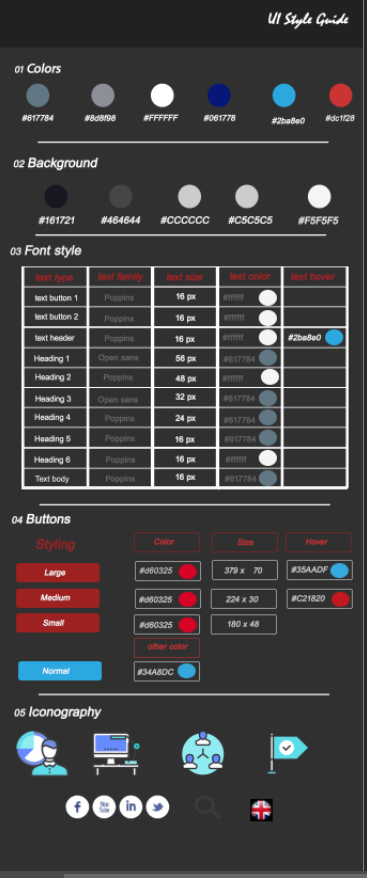 UI Style Guide
01 Colors
#617784 #8d8f98 #FFFFFF #061778 #2ba8e0 #dc1f28
02 Background
#161721 #464644 #CCCCCC #C5C5C5 #F5F5F5
03 Font style
text type text family text size text color text hover
text button 1 Poppins 16 px #ffffff
text button 2 Poppins 16 px #ffffff
text header Poppins 16 px #ffffff #2ba8e0
Heading 1 Open sans 56 px #617784
Heading 2 Poppins 48 px #ffffff
Heading 3 Open sans 32 px #617784
Heading 4 Poppins 24 px #617784
Heading 5 Poppins 16 px #617784
Heading 6 Poppins 16 px #ffffff
Text body Poppins 16 px #617784
04 Buttons
Styling Color Size Hover
Large #d60325 379 x 70 #35AADF
Medium #d60325 224 x 30 #C21820
Small #d60325 180 x 48
other color
Normal #34A8DC
05 Iconography
f You Tube in